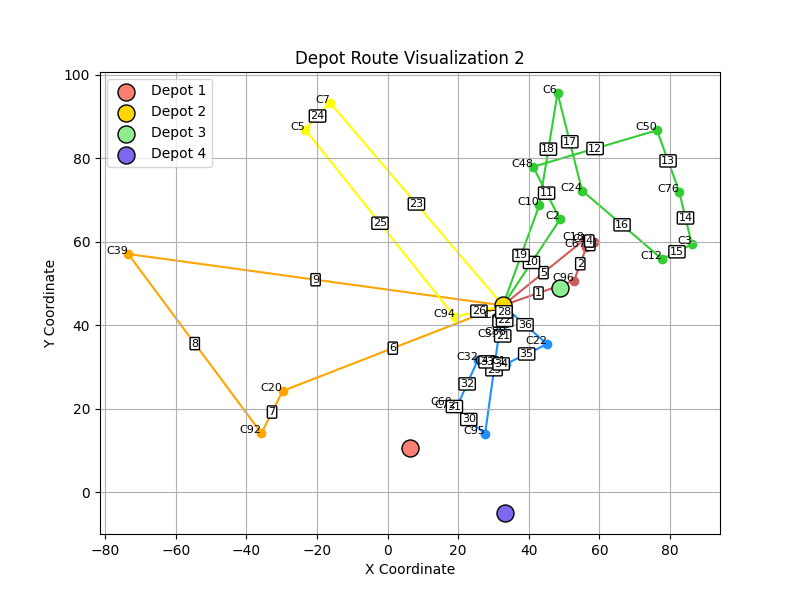 Depot Route Visualization 2
Depot 1
Depot 2
Depot 3
Depot 4
100
80
60
40
20
0
Y Coordinate
−80
−60
−40
−20
0
20
40
60
80
X Coordinate
C7
24
C5
23
25
C6
C50
17
18
12
C48
13
C24
C76
11
C10
C2
14
16
C3
C18
4
C39
19
10
15
C12
2
5
9
C96
1
C94
26
28
22
36
8
6
21
C22
35
C32
34
32
C20
31
7
30
C92
C95